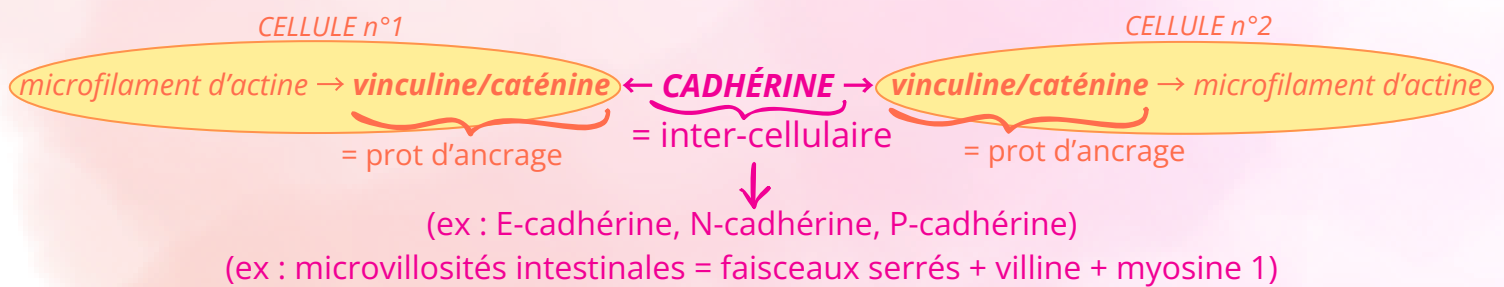 CELLULE n°1 CELLULE n°2
microfilament d’actine → vinculine/caténine ← CADHÉRINE → vinculine/caténine → microfilament d’actine
= prot d’ancrage = inter-cellulaire = prot d’ancrage
(ex : E-cadhérine, N-cadhérine, P-cadhérine)
(ex : microvillosités intestinales = faisceaux serrés + villine + myosine 1)